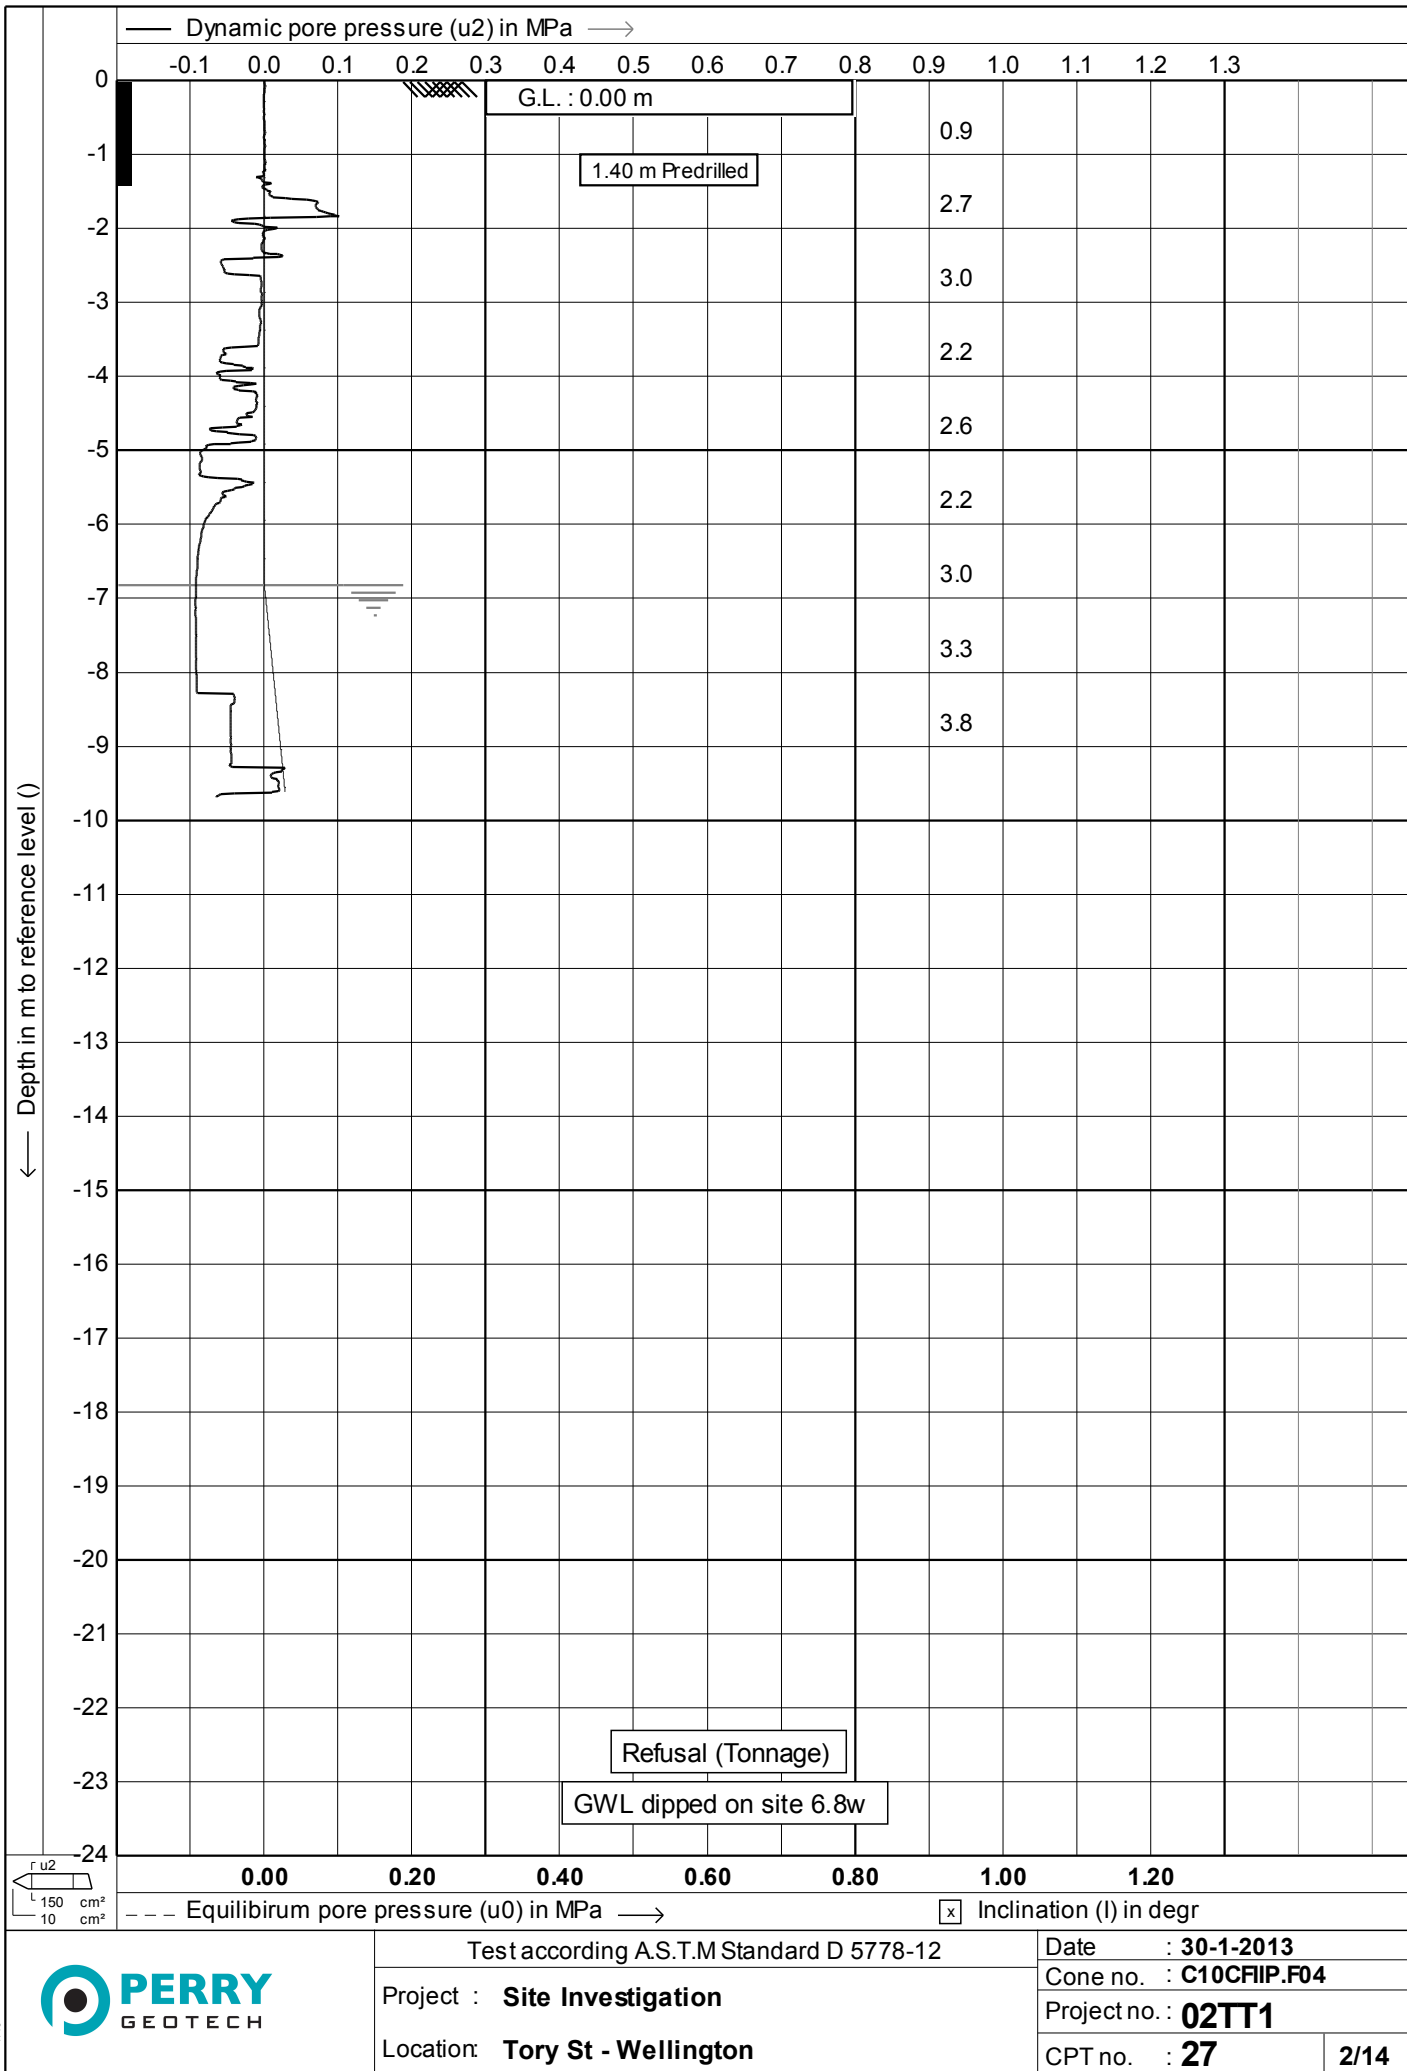 Dynamic pore pressure (u2) in MPa
-0.1 0.0 0.1 0.2 0.3 0.4 0.5 0.6 0.7 0.8 0.9 1.0 1.1 1.2 1.3
0
G.L. : 0.00 m
0.9
-1
1.40 m Predrilled
2.7
-2
3.0
-3
2.2
-4
2.6
-5
2.2
-6
3.0
-7
3.3
-8
3.8
-9
Depth in m to reference level ()
-10
-11
-12
-13
-14
-15
-16
-17
-18
-19
-20
-21
-22
Refusal (Tonnage)
-23
GWL dipped on site 6.8w
-24
u2
150 cm²
10 cm²
0.00 0.20 0.40 0.60 0.80 1.00 1.20
Equilibirum pore pressure (u0) in MPa
x Inclination (I) in degr
Test according A.S.T.M Standard D 5778-12
Date : 30-1-2013
Cone no. : C10CFIIP.F04
PERRY
GEOTECH
Project : Site Investigation
Project no. : 02TT1
Location: Tory St - Wellington
CPT no. : 27
2/14